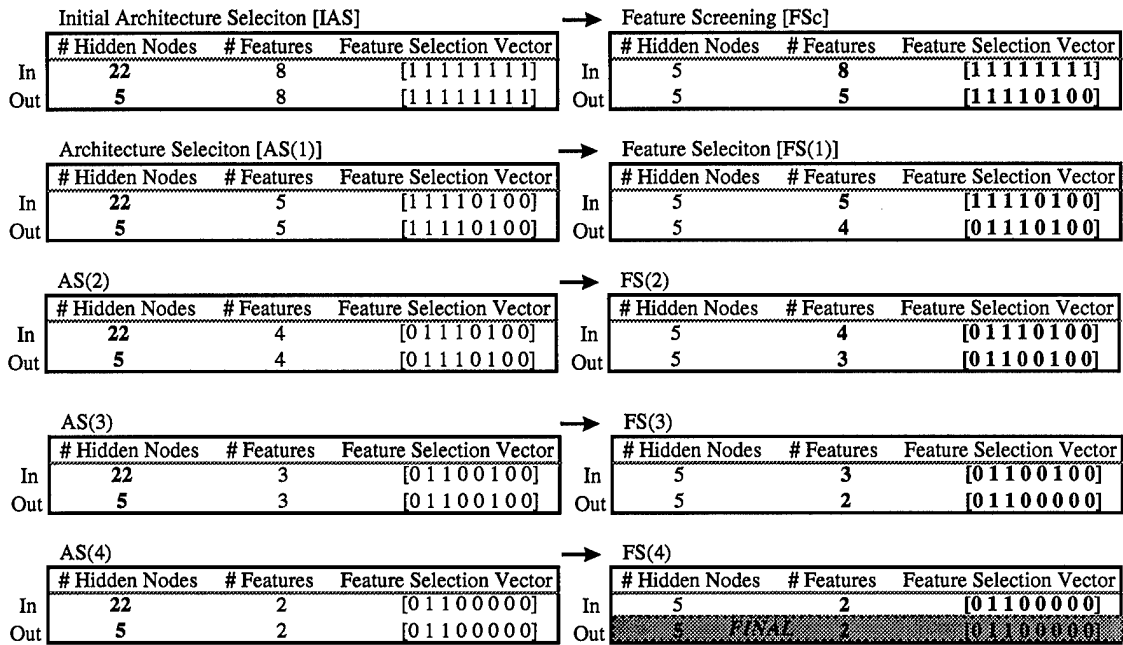 Initial Architecture Seleciton [IAS] Feature Screening [FSc]
# Hidden Nodes # Features Feature Selection Vector # Hidden Nodes # Features Feature Selection Vector
In 22 8 [1 1 1 1 1 1 1 1] In 5 8 [1 1 1 1 1 1 1 1]
Out 5 8 [1 1 1 1 1 1 1 1] Out 5 5 [1 1 1 1 0 1 0 0]
Architecture Seleciton [AS(1)] Feature Seleciton [FS(1)]
# Hidden Nodes # Features Feature Selection Vector # Hidden Nodes # Features Feature Selection Vector
In 22 5 [1 1 1 1 0 1 0 0] In 5 5 [1 1 1 1 0 1 0 0]
Out 5 5 [1 1 1 1 0 1 0 0] Out 5 4 [0 1 1 1 0 1 0 0]
AS(2) FS(2)
# Hidden Nodes # Features Feature Selection Vector # Hidden Nodes # Features Feature Selection Vector
In 22 4 [0 1 1 1 0 1 0 0] In 5 4 [0 1 1 1 0 1 0 0]
Out 5 4 [0 1 1 1 0 1 0 0] Out 5 3 [0 1 1 0 0 1 0 0]
AS(3) FS(3)
# Hidden Nodes # Features Feature Selection Vector # Hidden Nodes # Features Feature Selection Vector
In 22 3 [0 1 1 0 0 1 0 0] In 5 3 [0 1 1 0 0 1 0 0]
Out 5 3 [0 1 1 0 0 1 0 0] Out 5 2 [0 1 1 0 0 0 0 0]
AS(4) FS(4)
# Hidden Nodes # Features Feature Selection Vector # Hidden Nodes # Features Feature Selection Vector
In 22 2 [0 1 1 0 0 0 0 0] In 5 2 [0 1 1 0 0 0 0 0]
Out 5 2 [0 1 1 0 0 0 0 0] Out 5 FINAL 2 [0 1 1 0 0 0 0 0]